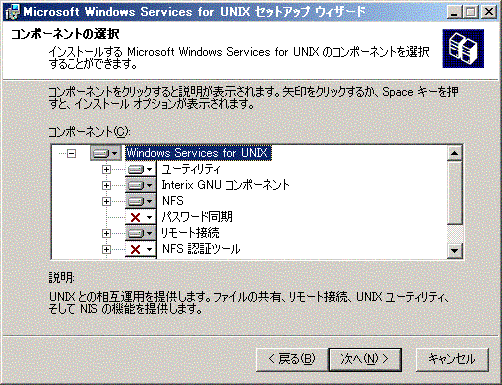 Microsoft Windows Services for UNIX セットアップ ウィザード
コンポーネントの選択
インストールする Microsoft Windows Services for UNIX のコンポーネントを選択
することができます。
コンポーネントをクリックすると説明が表示されます。矢印をクリックするか、Space キーを押
すと、インストール オプションが表示されます。
コンポーネント(C):
Windows Services for UNIX
ユーティリティ
Interix GNU コンポーネント
NFS
パスワード同期
リモート接続
NFS 認証ツール
説明:
UNIX との相互運用を提供します。ファイルの共有、リモート接続、UNIX ユーティリティ、
そして NIS の機能を提供します。
< 戻る(B)
次へ(N) >
キャンセル